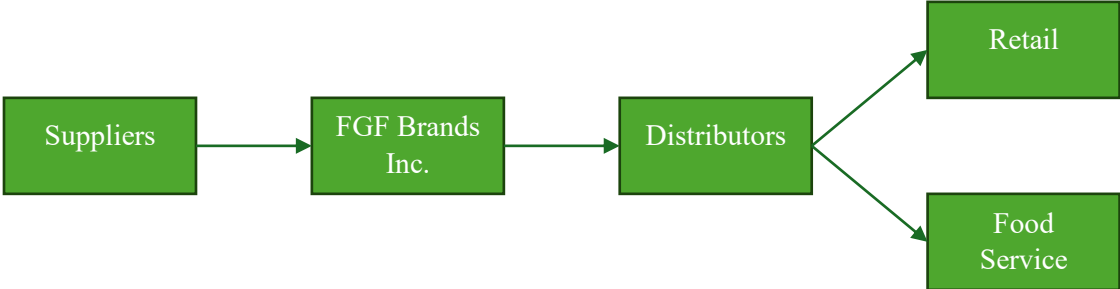 Suppliers
FGF Brands
Inc.
Distributors
Retail
Food
Service